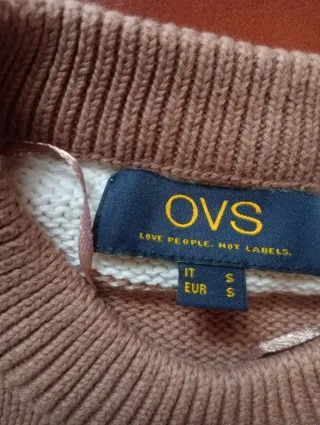 OVS
LOVE PEOPLE. NOT LABELS.
IT S
EUR S